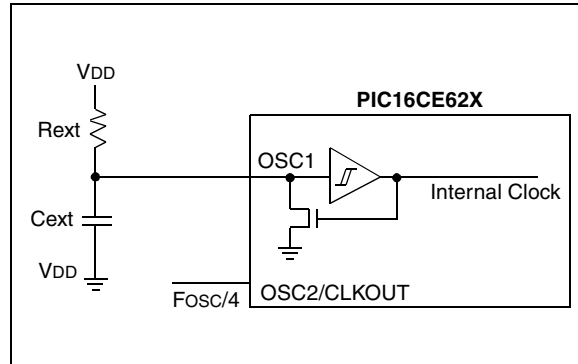 VDD
PIC16CE62X
Rext
OSC1
Internal Clock
Cext
VDD
FOSC/4
OSC2/CLKOUT